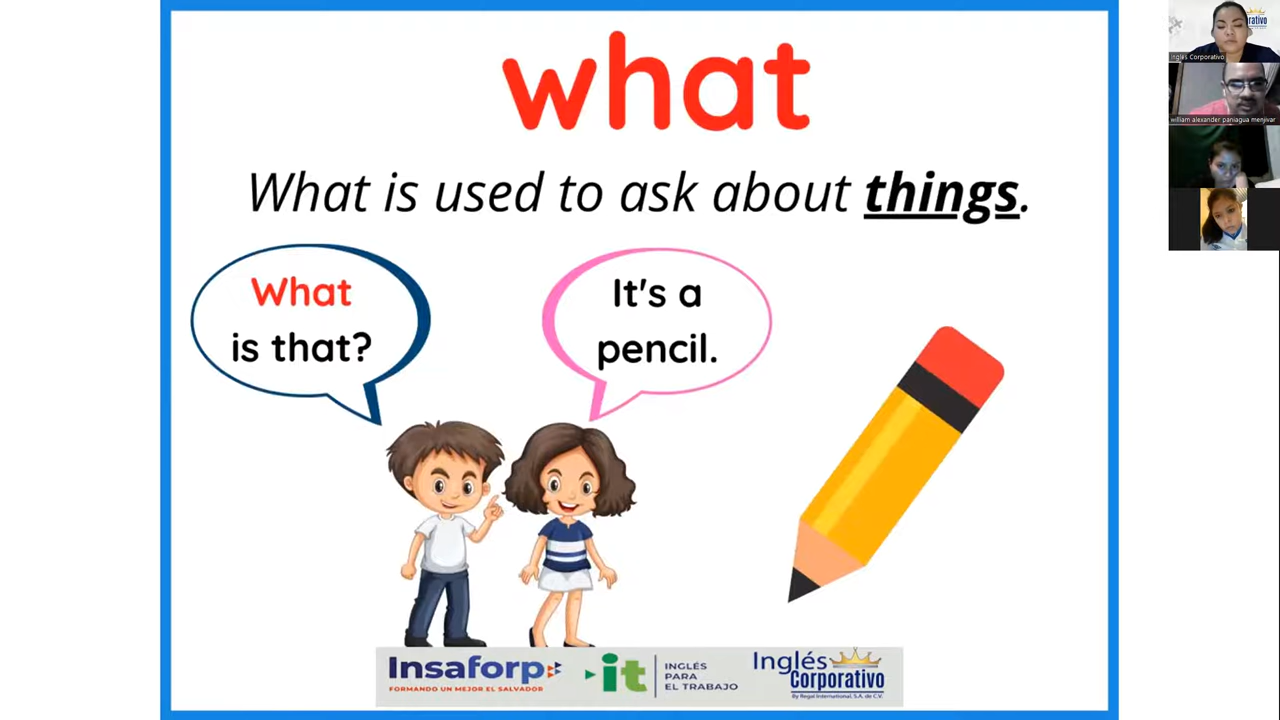 what
What is used to ask about things.
What
is that?
It's a
pencil.
Insaforp
FORMANDO UN MEJOR EL SALVADOR
it
INGLÉS
PARA
EL TRABAJO
Inglés
Corporativo
By Regal International, S.A. de C.V.
rativo
Inglés Corporativo
william alexander paniagua menjivar